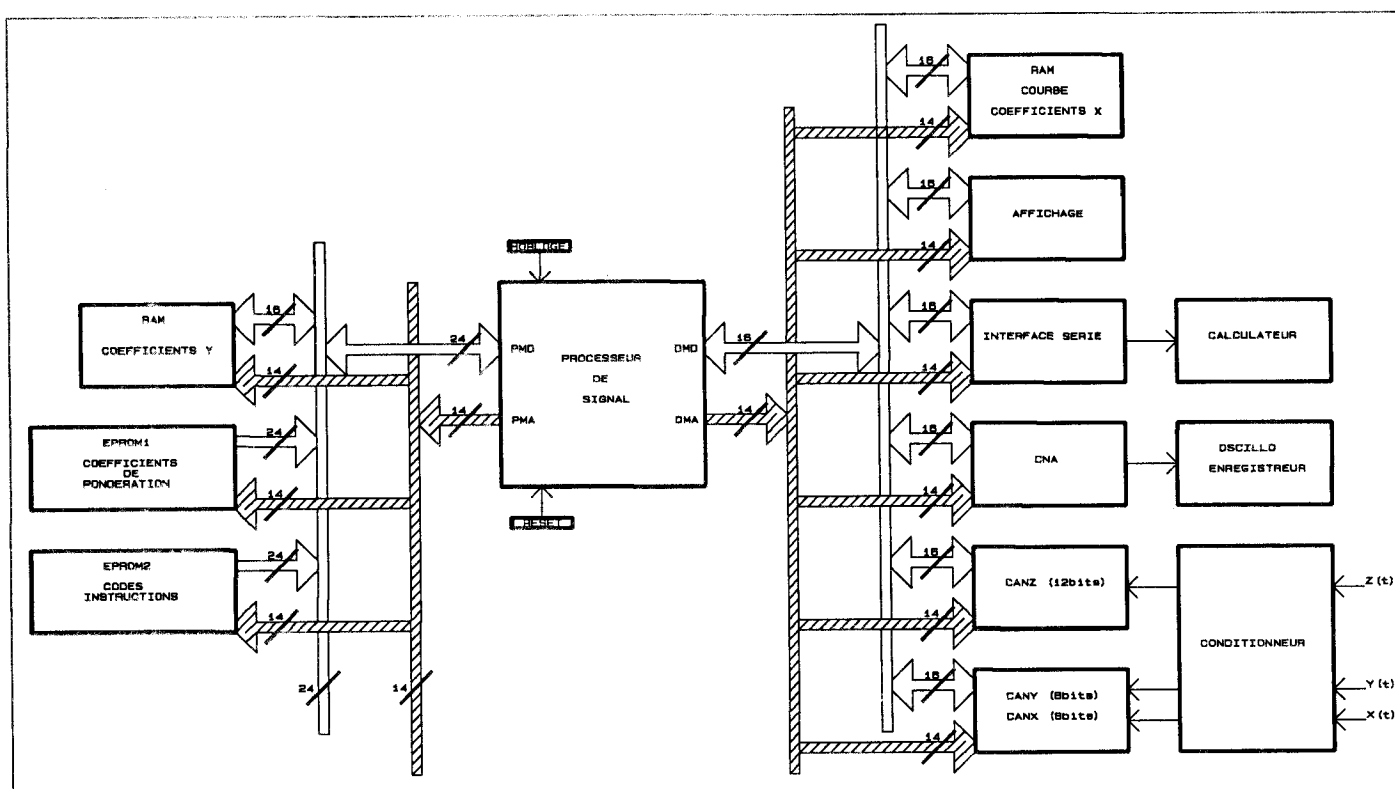 16
RAM
COURBE
COEFFICIENTS X
14
16
AFFICHAGE
14
HORLOGE
16
RAM
COEFFICIENTS Y
14
24
PMD
PROCESSEUR
DE
SIGNAL
DMD
16
PMA
DMA
14
14
16
INTERFACE SERIE
CALCULATEUR
14
24
EPROM1
COEFFICIENTS
DE
PONDERATION
14
RESET
16
CNA
OSCILLO
ENREGISTREUR
14
24
EPROM2
CODES
INSTRUCTIONS
14
16
CANZ (12bits)
14
CONDITIONNEUR
Z(t)
24
14
16
CANY (8bits)
CANX (8bits)
14
Y(t)
X(t)